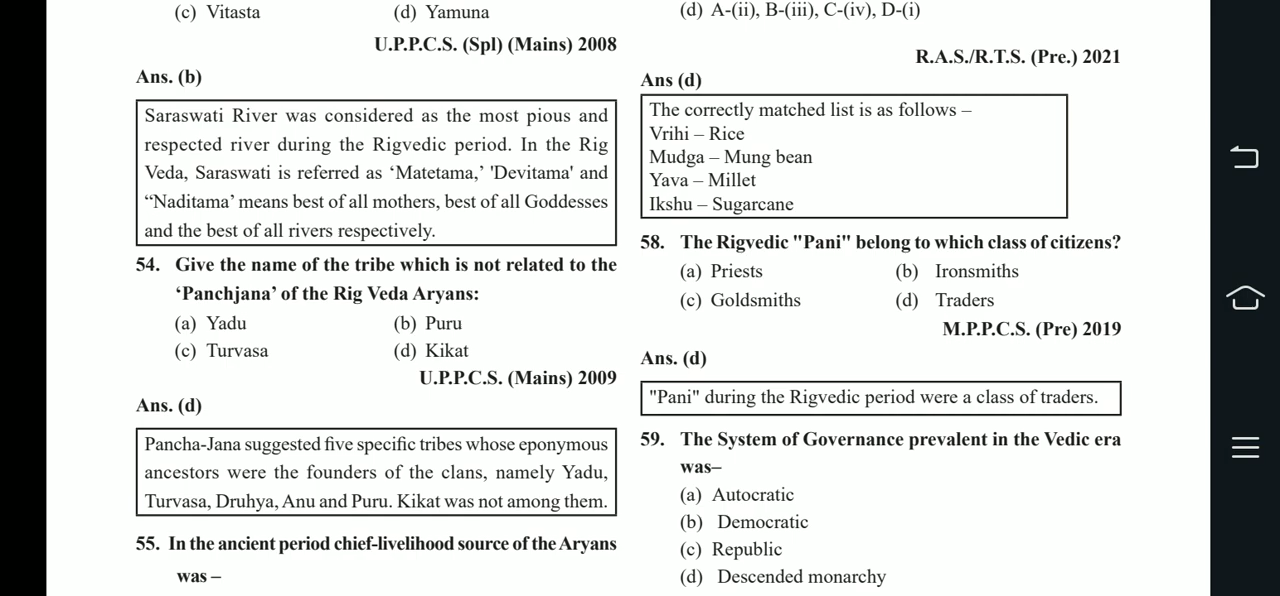 (c) Vitasta (d) Yamuna
U.P.P.C.S. (Spl) (Mains) 2008
Ans. (b)
Saraswati River was considered as the most pious and
respected river during the Rigvedic period. In the Rig
Veda, Saraswati is referred as ‘Matetama,’ 'Devitama' and
“Naditama’ means best of all mothers, best of all Goddesses
and the best of all rivers respectively.
54. Give the name of the tribe which is not related to the
‘Panchjana’ of the Rig Veda Aryans:
(a) Yadu (b) Puru
(c) Turvasa (d) Kikat
U.P.P.C.S. (Mains) 2009
Ans. (d)
Pancha-Jana suggested five specific tribes whose eponymous
ancestors were the founders of the clans, namely Yadu,
Turvasa, Druhya, Anu and Puru. Kikat was not among them.
55. In the ancient period chief-livelihood source of the Aryans
was –
(d) A-(ii), B-(iii), C-(iv), D-(i)
R.A.S./R.T.S. (Pre.) 2021
Ans (d)
The correctly matched list is as follows –
Vrihi – Rice
Mudga – Mung bean
Yava – Millet
Ikshu – Sugarcane
58. The Rigvedic "Pani" belong to which class of citizens?
(a) Priests (b) Ironsmiths
(c) Goldsmiths (d) Traders
M.P.P.C.S. (Pre) 2019
Ans. (d)
"Pani" during the Rigvedic period were a class of traders.
59. The System of Governance prevalent in the Vedic era
was–
(a) Autocratic
(b) Democratic
(c) Republic
(d) Descended monarchy